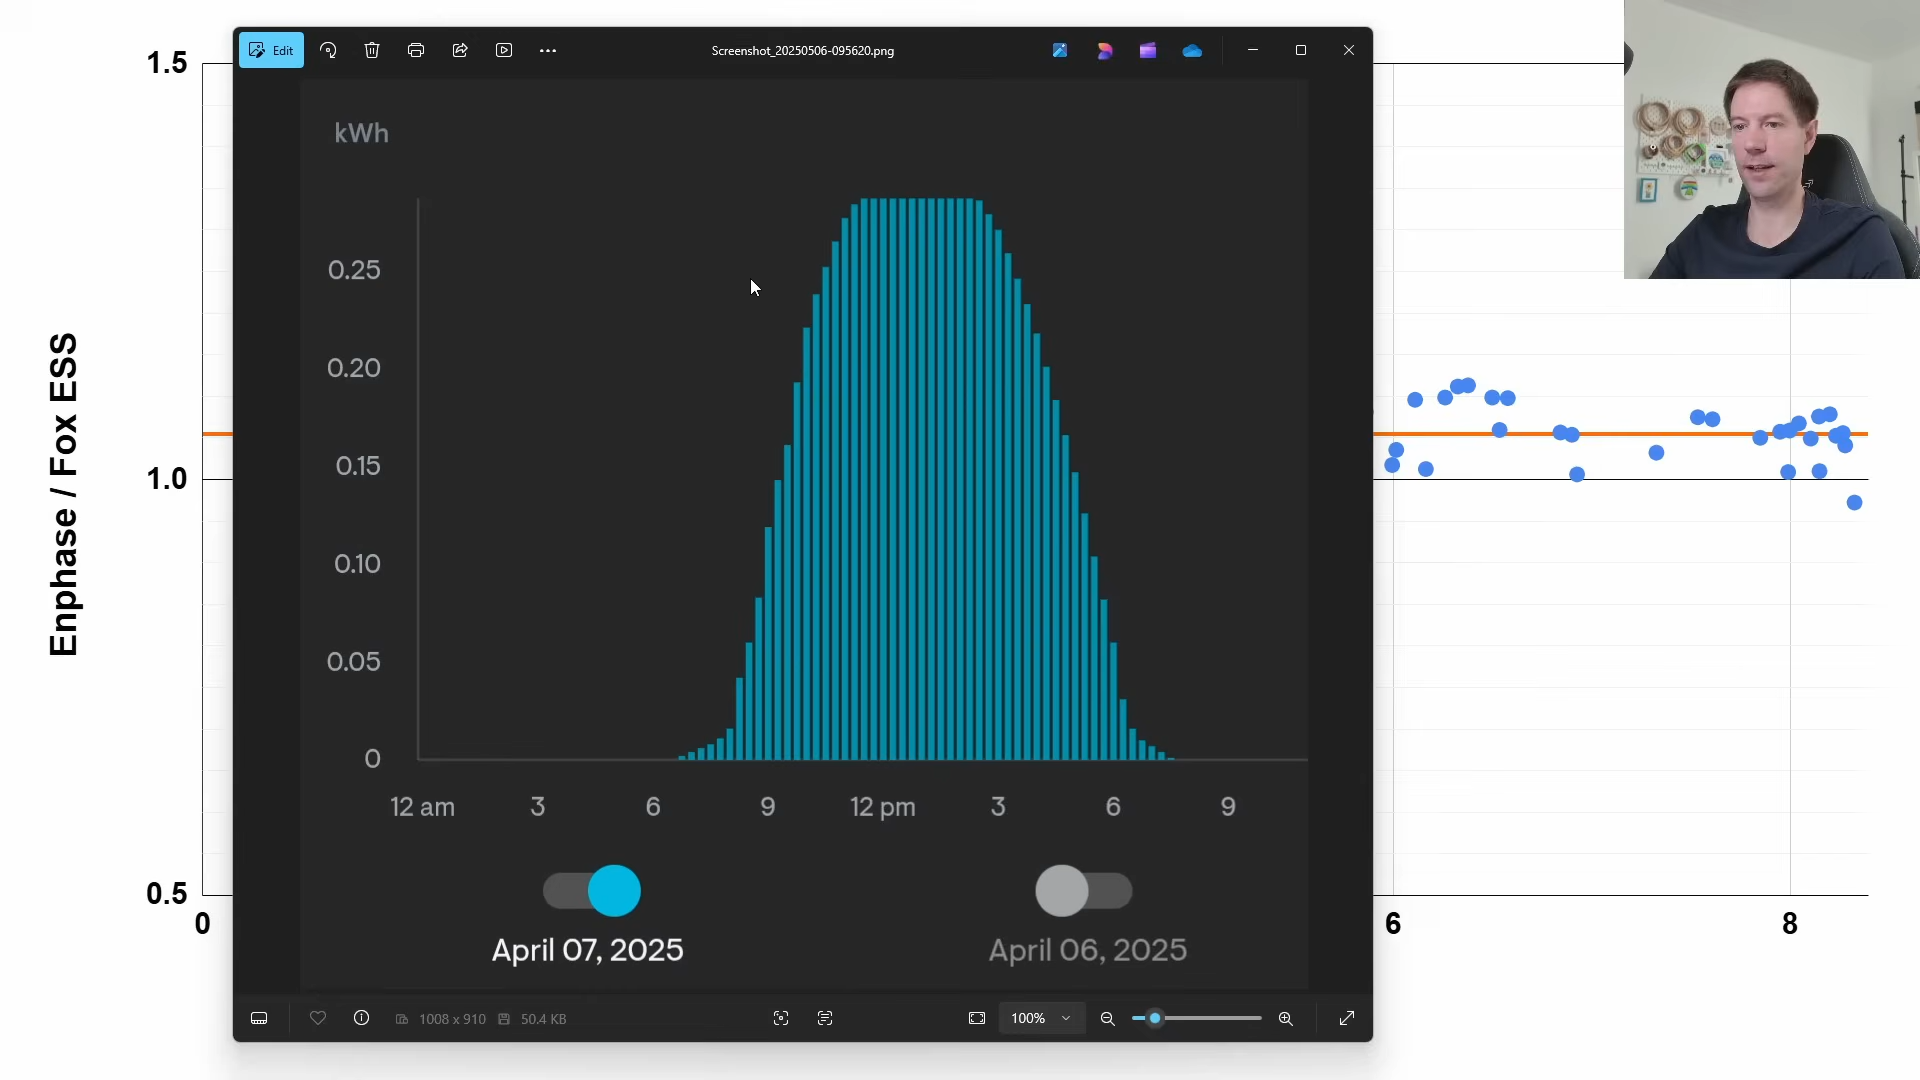 Edit
Screenshot_20250506-095620.png
1.5
kWh
0.25
0.20
Enphase / Fox ESS
0.15
1.0
0.10
0.05
0
12 am 3 6 9 12 pm 3 6 9
0.5
0 6 8
April 07, 2025 April 06, 2025
1008 x 910 50.4 KB 100%